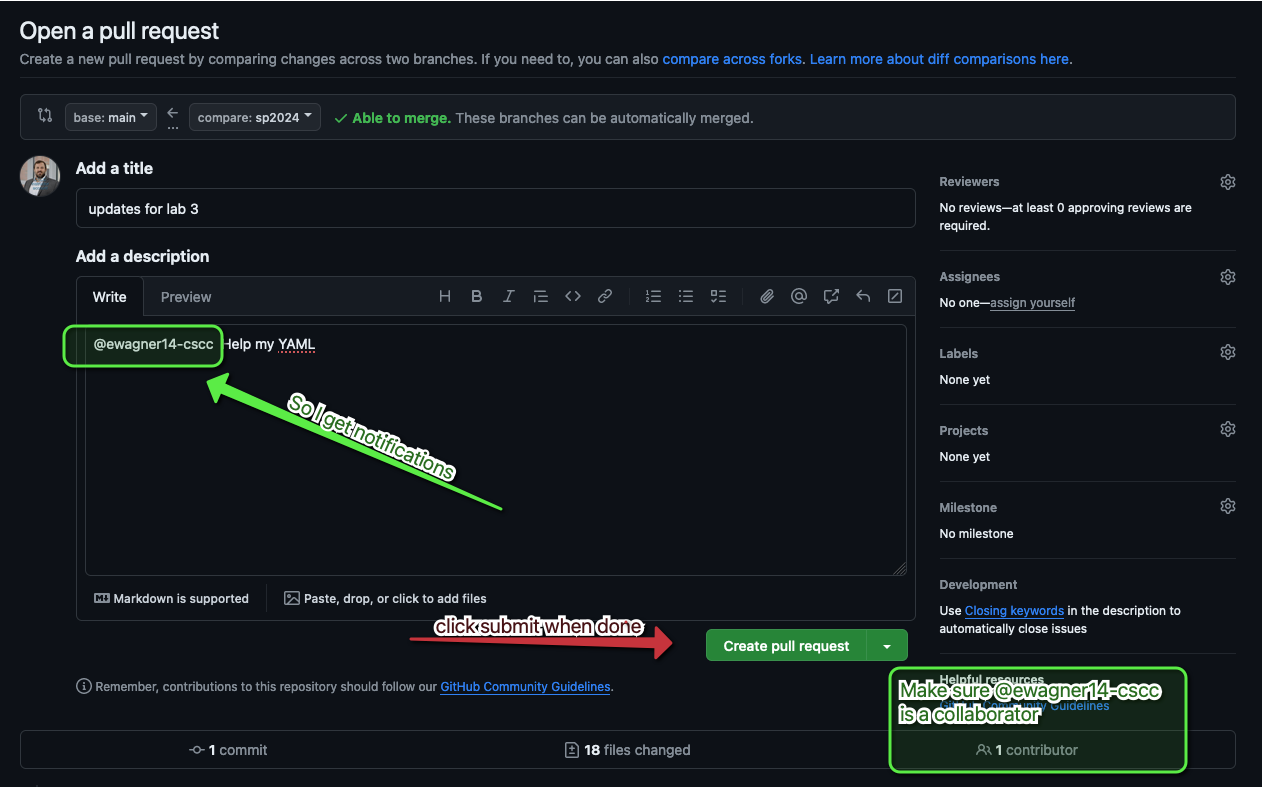 Open a pull request
Create a new pull request by comparing changes across two branches. If you need to, you can also compare across forks. Learn more about diff comparisons here.
base: main
compare: sp2024
Able to merge. These branches can be automatically merged.
Add a title
updates for lab 3
Add a description
Write
Preview
@ewagner14-cscc Help my YAML
So I get notifications
Markdown is supported
Paste, drop, or click to add files
click submit when done
Create pull request
Remember, contributions to this repository should follow our GitHub Community Guidelines.
Reviewers
No reviews—at least 0 approving reviews are
required.
Assignees
No one—assign yourself
Labels
None yet
Projects
None yet
Milestone
No milestone
Development
Use Closing keywords in the description to
automatically close issues
Helpful resources
GitHub Community Guidelines
Make sure @ewagner14-cscc
is a collaborator
1 commit
18 files changed
1 contributor